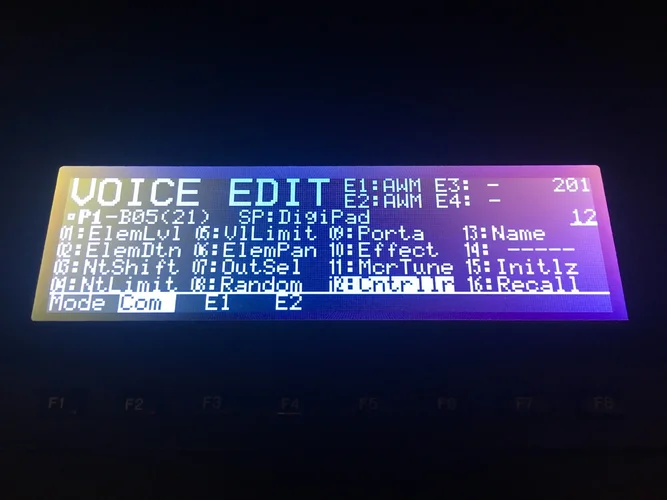 VOICE EDIT E1:AWM E3: - 201
E2:AWM E4: -
P1-B05(21) SP:DigiPad 12
01:ElemLvl 05:VlLimit 09:Porta 13:Name
02:ElemDtn 06:ElemPan 10:Effect 14: -----
03:NtShift 07:OutSel 11:McrTune 15:Initlz
04:NtLimit 08:Random 12:Cntrllr 16:Recall
Mode Com E1 E2
F1 F2 F3 F4 F5 F6 F7 F8